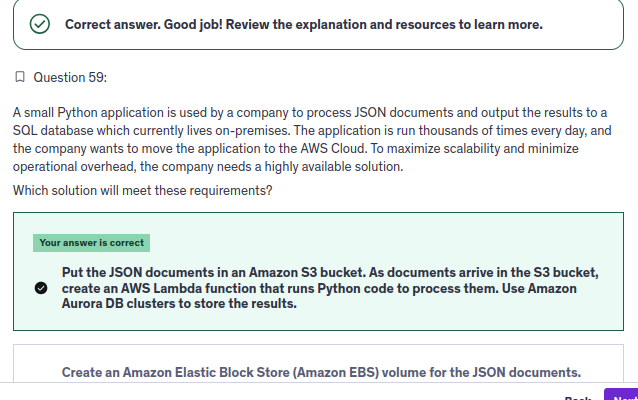 Correct answer. Good job! Review the explanation and resources to learn more.
Question 59:
A small Python application is used by a company to process JSON documents and output the results to a
SQL database which currently lives on-premises. The application is run thousands of times every day, and
the company wants to move the application to the AWS Cloud. To maximize scalability and minimize
operational overhead, the company needs a highly available solution.
Which solution will meet these requirements?
Your answer is correct
Put the JSON documents in an Amazon S3 bucket. As documents arrive in the S3 bucket,
create an AWS Lambda function that runs Python code to process them. Use Amazon
Aurora DB clusters to store the results.
Create an Amazon Elastic Block Store (Amazon EBS) volume for the JSON documents.